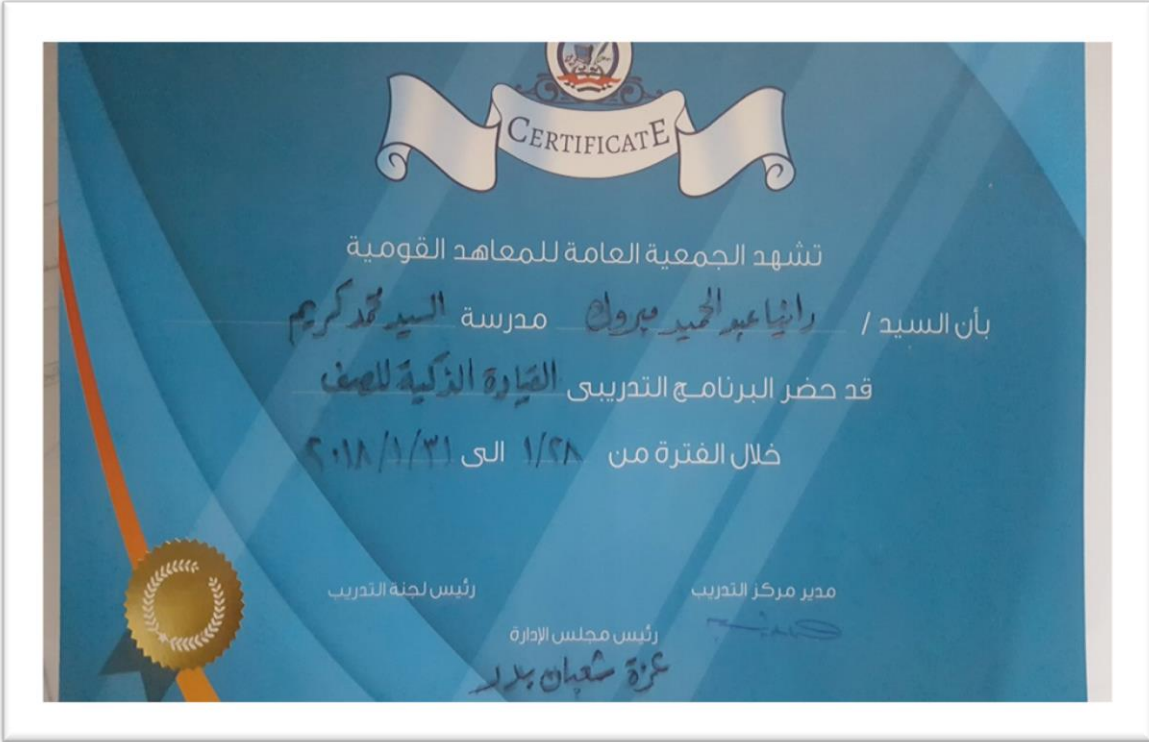 CERTIFICATE
تشهد الجمعية العامة للمعاهد القومية
بأن السيد / رانيا عبد الحميد مبروك مدرسة السيد محمد كريم
قد حضر البرنامج التدريبى القيادة الذكية للصف
خلال الفترة من ١/٢٨ الى ٢٠١٨/١/٣١
مدير مركز التدريب رئيس لجنة التدريب
رئيس مجلس الإدارة
عزة شعبان بدر